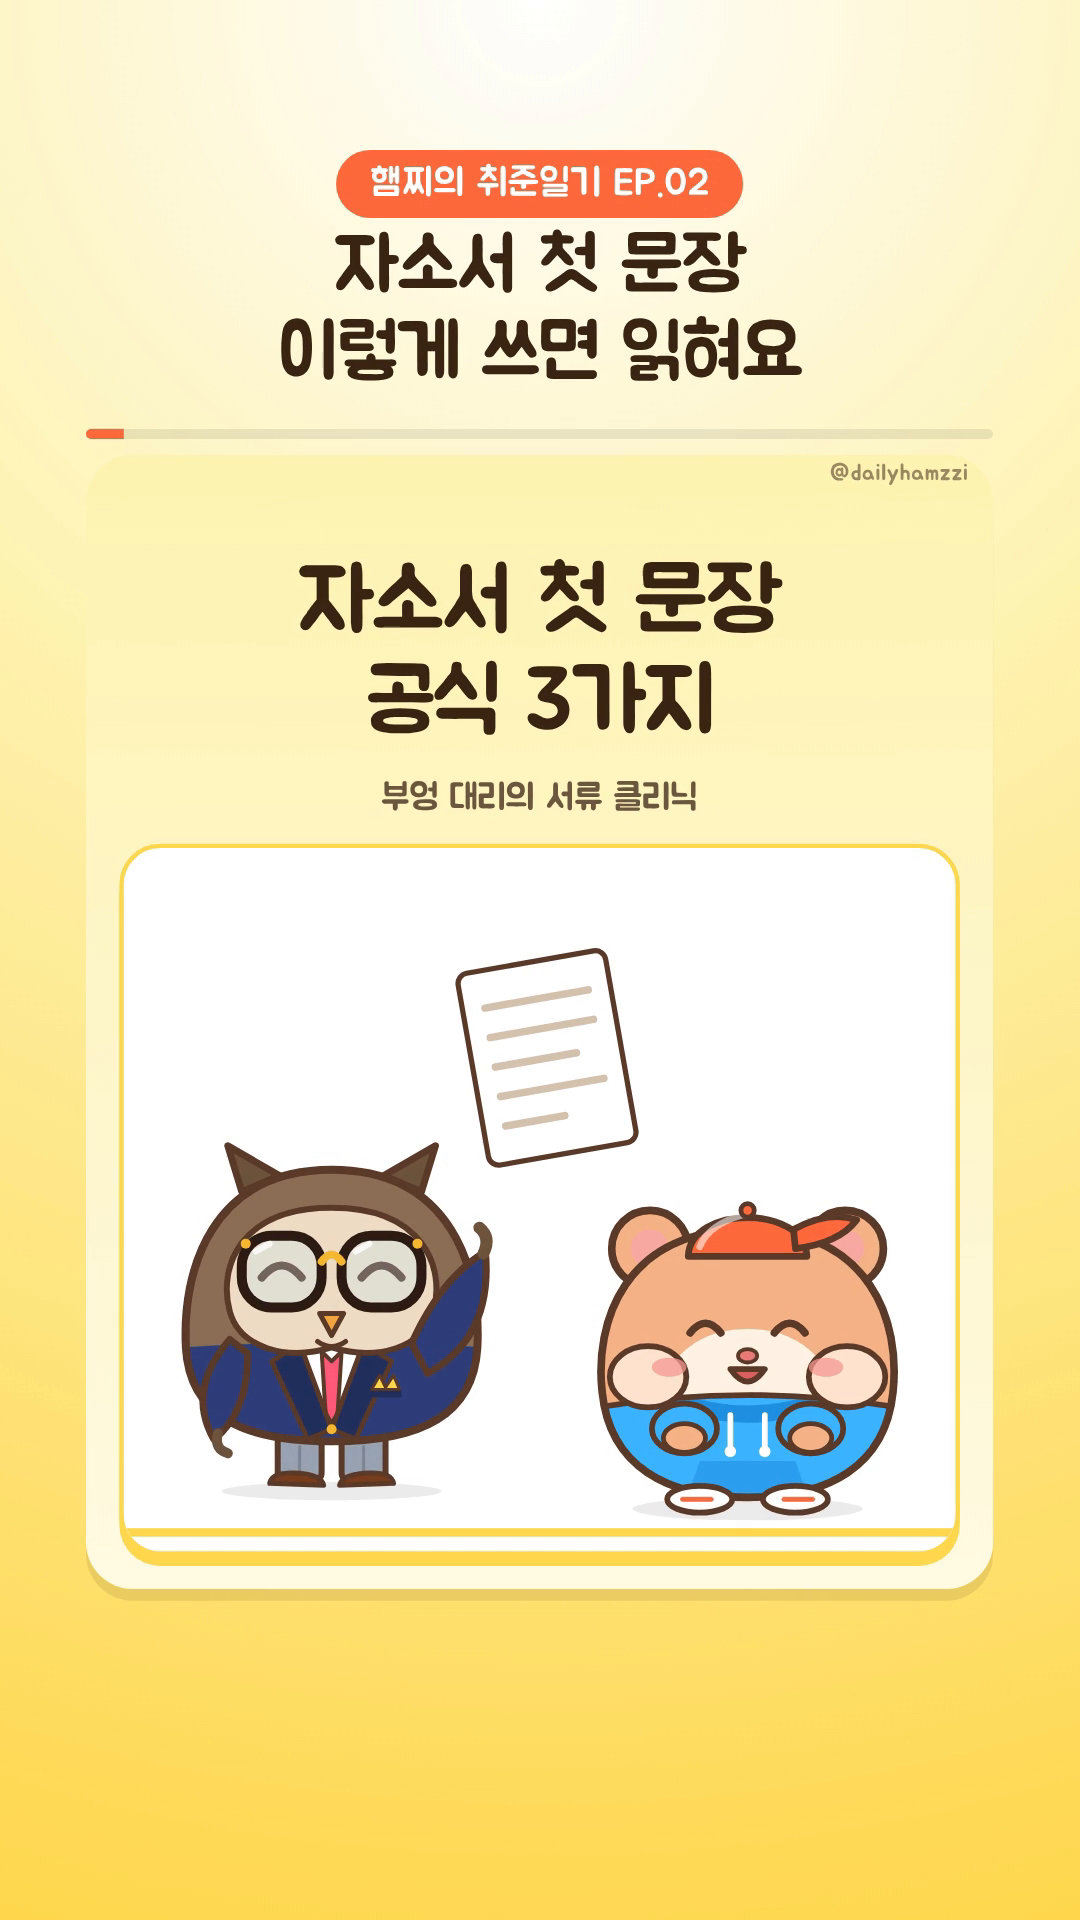 햄찌의 취준일기 EP.02
자소서 첫 문장
이렇게 쓰면 읽혀요
@dailyhamzzi
자소서 첫 문장
공식 3가지
부엉 대리의 서류 클리닉